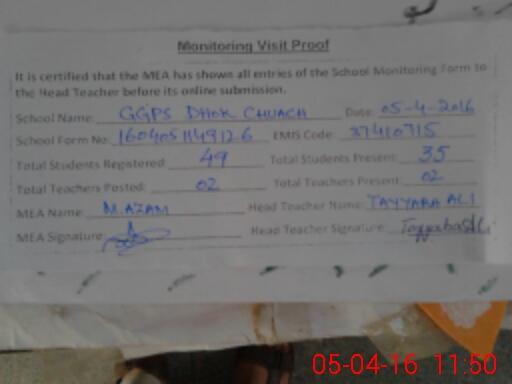 Monitoring Visit Proof
It is certified that the MEA has shown all entries of the School Monitoring Form to
the Head Teacher before its online submission.
School Name: GGPS DHOK CHUACH Date: 05-4-2016
School Form No: 1604051149126 EMIS Code: 37410715
Total Students Registered: 49 Total Students Present: 35
Total Teachers Posted: 02 Total Teachers Present: 02
MEA Name: M.AZAM Head Teacher Name: TAYYABA ALI
MEA Signature: Head Teacher Signature: TayyabaAli
05-04-16 11:50